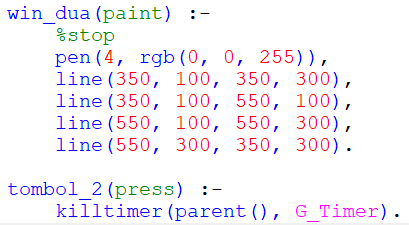 win_dua(paint) :-
    %stop
    pen(4, rgb(0, 0, 255)),
    line(350, 100, 350, 300),
    line(350, 100, 550, 100),
    line(550, 100, 550, 300),
    line(550, 300, 350, 300).

tombol_2(press) :-
    killtimer(parent(), G_Timer).